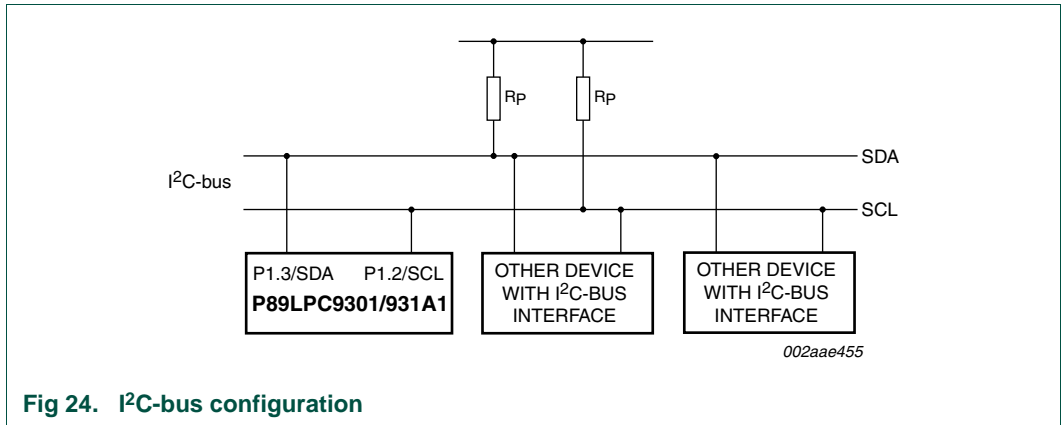 RP RP
SDA
I2C-bus
SCL
P1.3/SDA P1.2/SCL
P89LPC9301/931A1
OTHER DEVICE
WITH I2C-BUS
INTERFACE
OTHER DEVICE
WITH I2C-BUS
INTERFACE
002aae455
Fig 24. I2C-bus configuration